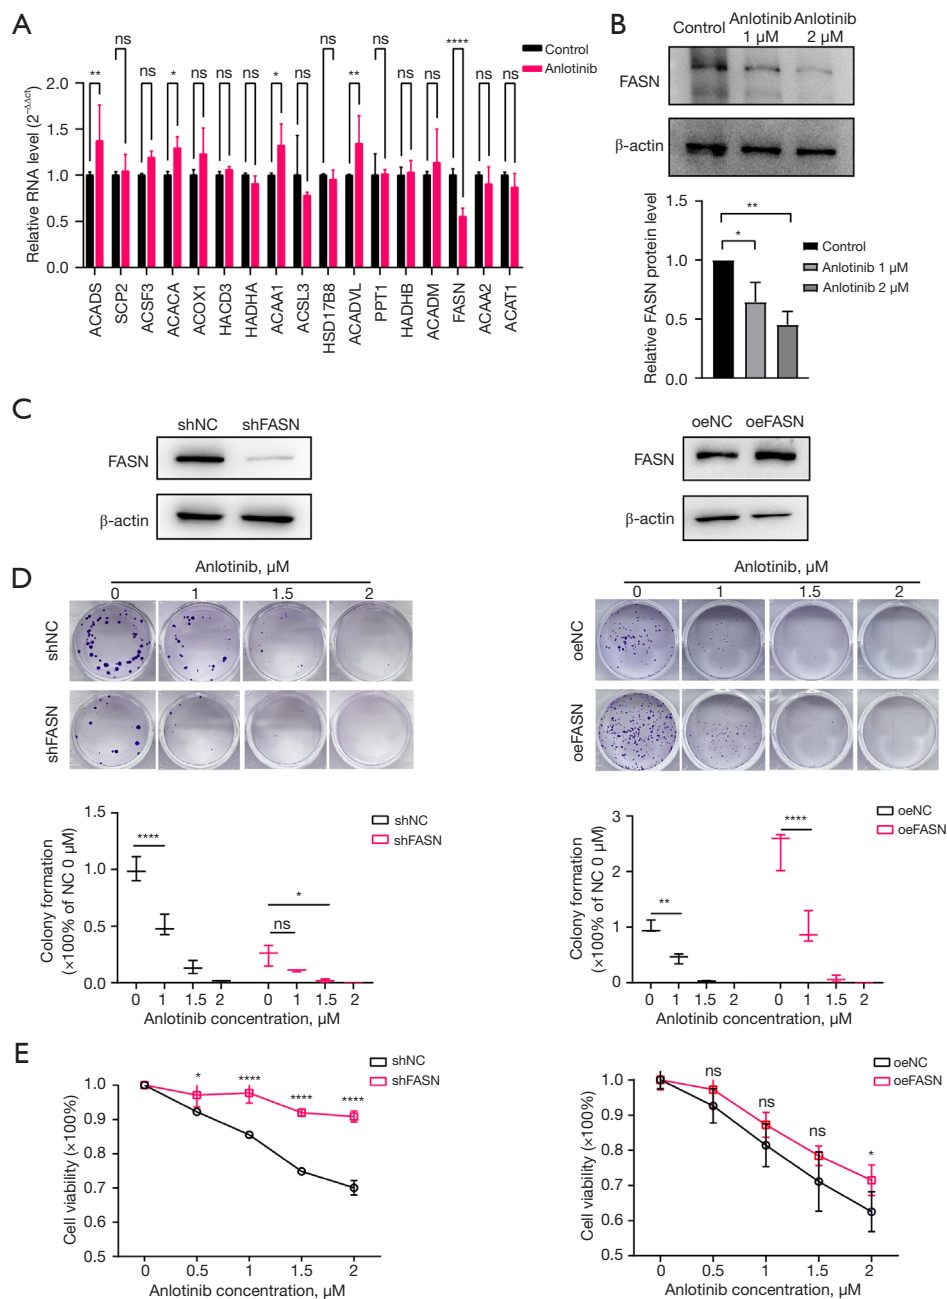 A
Control
Anlotinib
Relative RNA level (2⁻ΔΔct)
2.0
1.5
1.0
0.5
0.0
** ns ns * ns ns ns * ns ns ** ns ns ns **** ns ns
ACADS SCP2 ACSF3 ACACA ACOX1 HACD3 HADHA ACAA1 ACSL3 HSD17B8 ACADVL PPT1 HADHB ACADM FASN ACAA2 ACAT1
B
Control Anlotinib 1 μM Anlotinib 2 μM
FASN
β-actin
Relative FASN protein level
1.5
1.0
0.5
0.0
**
*
Control
Anlotinib 1 μM
Anlotinib 2 μM
C
shNC shFASN
FASN
β-actin
oeNC oeFASN
FASN
β-actin
D
Anlotinib, μM
0 1 1.5 2
shNC
shFASN
Anlotinib, μM
0 1 1.5 2
oeNC
oeFASN
Colony formation
(×100% of NC 0 μM)
1.5
1.0
0.5
0.0
****
*
ns
shNC
shFASN
0 1 1.5 2 0 1 1.5 2
Anlotinib concentration, μM
Colony formation
(×100% of NC 0 μM)
3
2
1
0
**
****
oeNC
oeFASN
0 1 1.5 2 0 1 1.5 2
Anlotinib concentration, μM
E
Cell viability (×100%)
1.0
0.9
0.8
0.7
0.6
0.5
* **** **** ****
shNC
shFASN
0 0.5 1 1.5 2
Anlotinib concentration, μM
Cell viability (×100%)
1.0
0.9
0.8
0.7
0.6
0.5
ns ns ns *
oeNC
oeFASN
0 0.5 1 1.5 2
Anlotinib concentration, μM